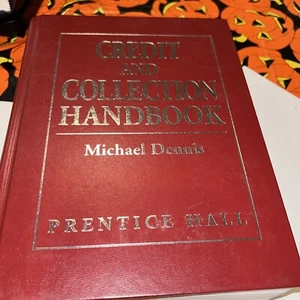 CREDIT
AND
COLLECTION
HANDBOOK
Michael Dennis
PRENTICE HALL